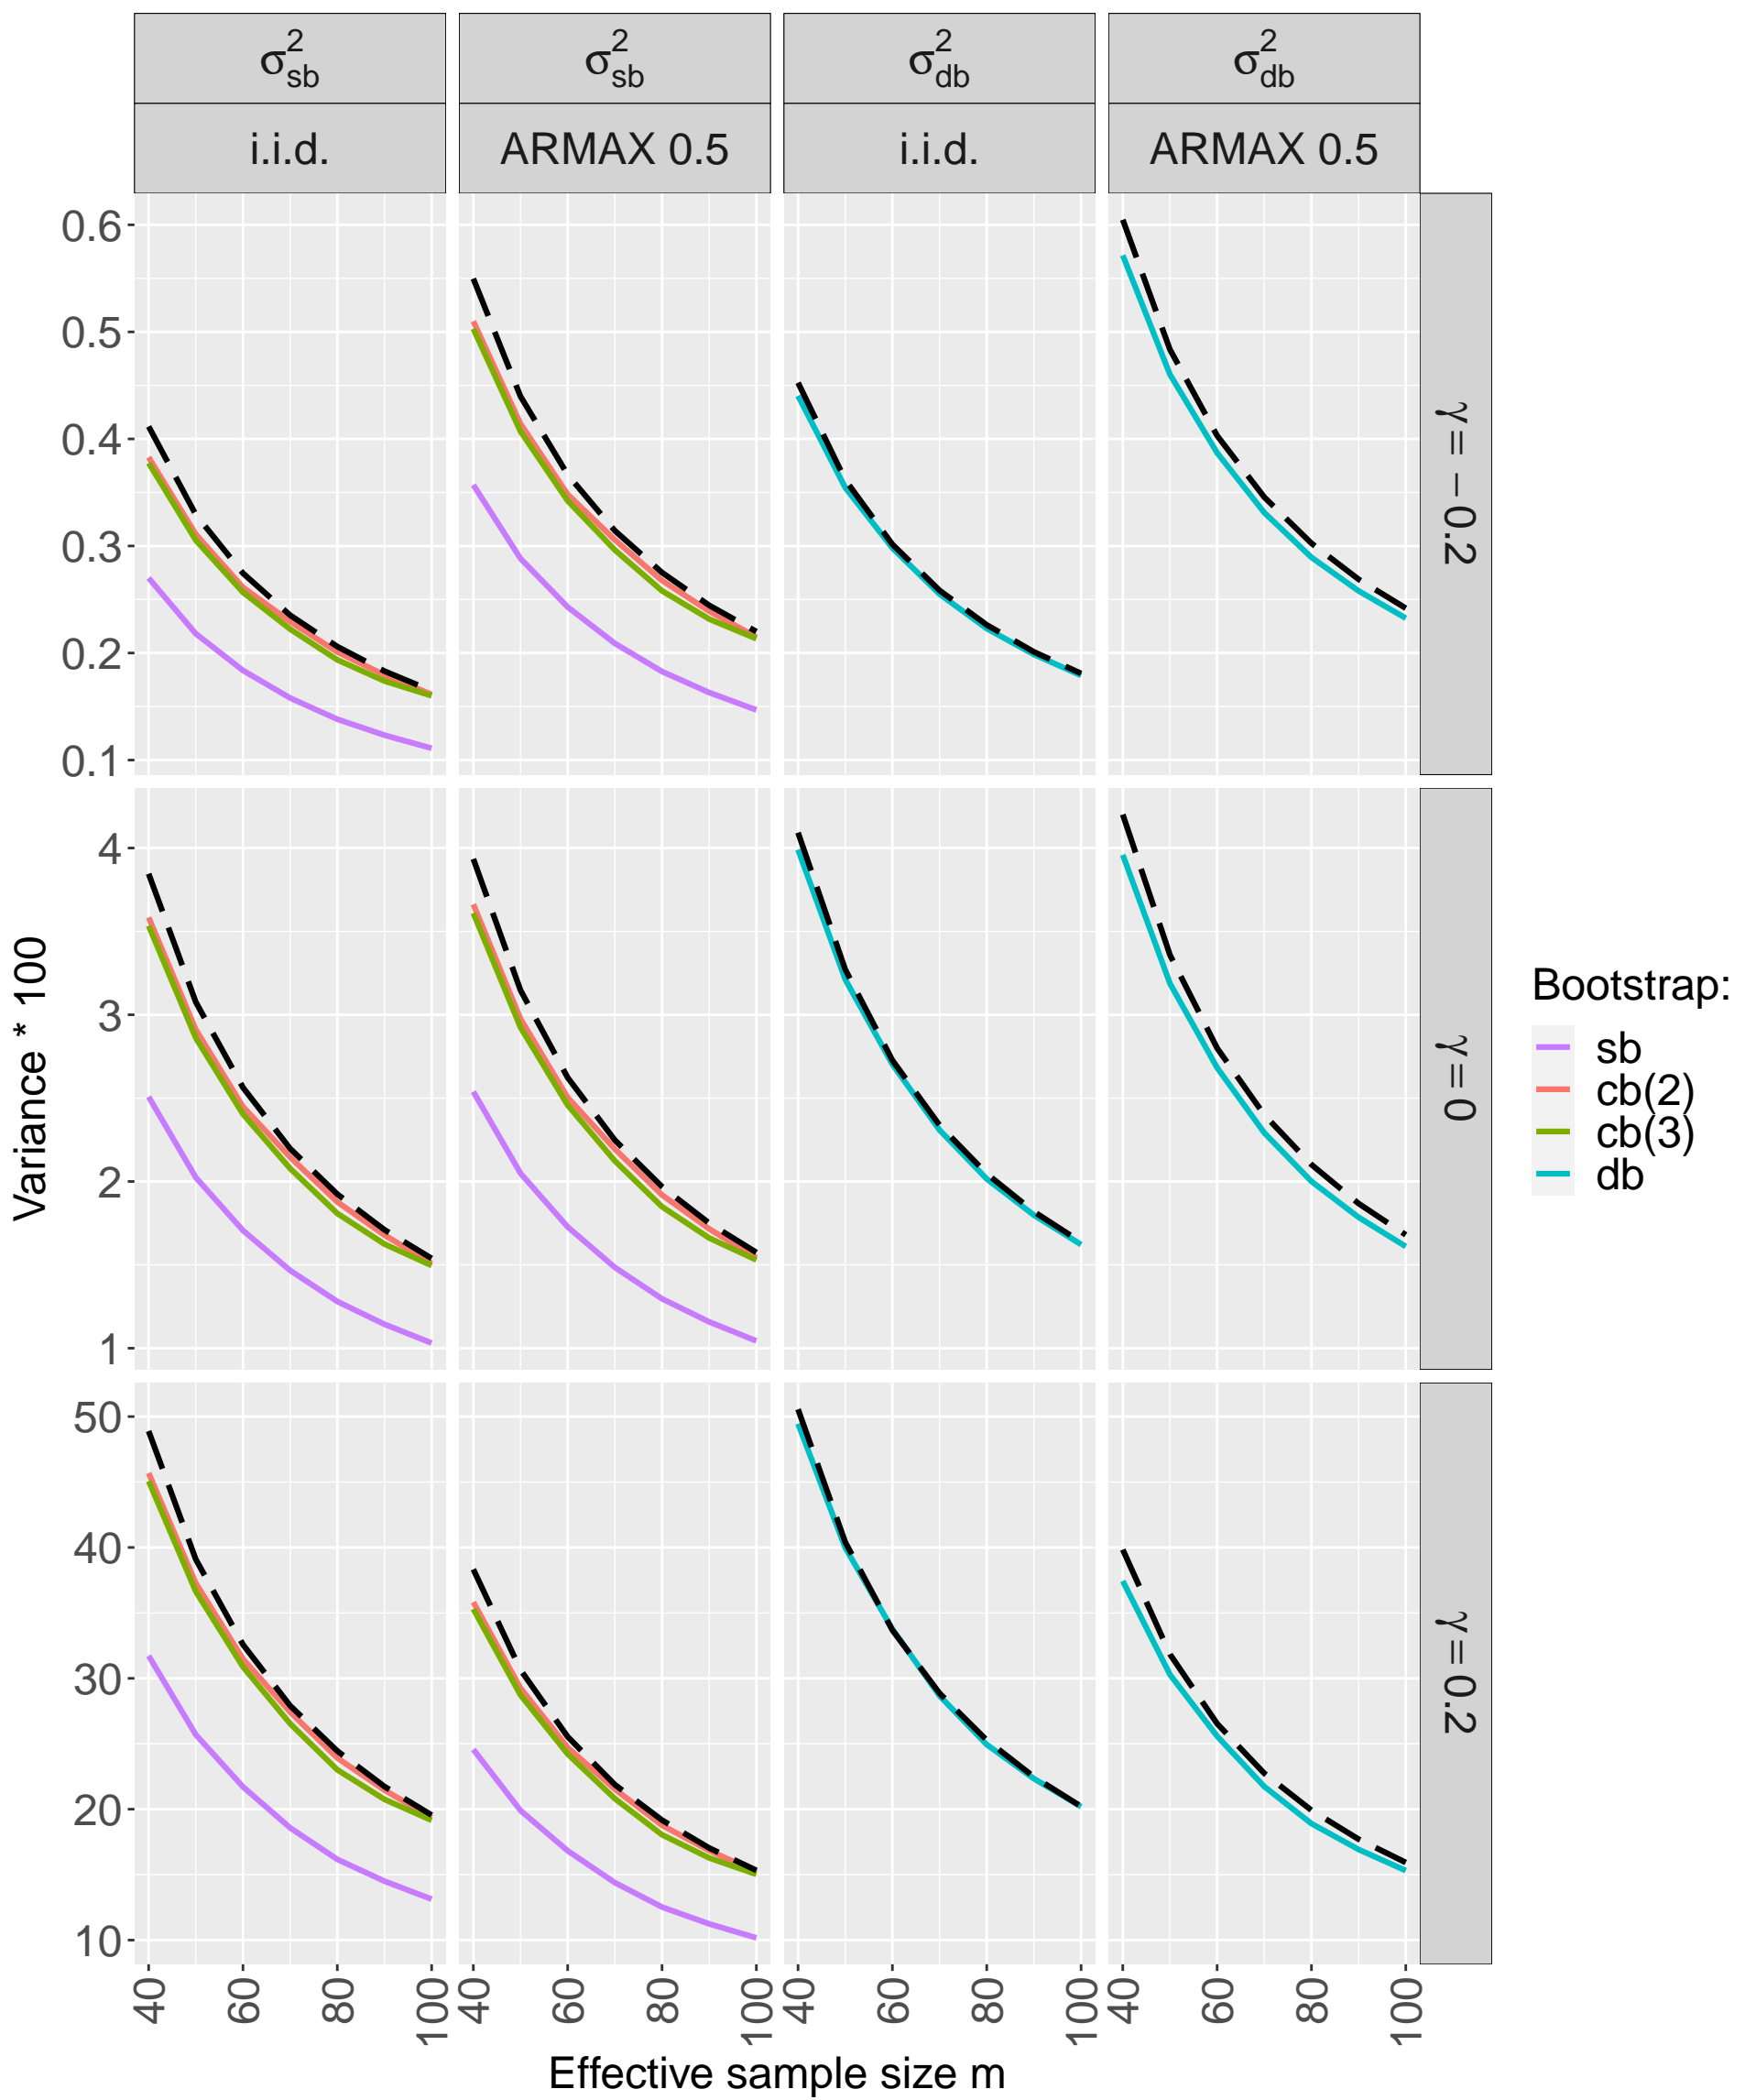 σ²sb σ²sb σ²db σ²db
i.i.d. ARMAX 0.5 i.i.d. ARMAX 0.5
0.6
0.5
0.4
0.3
0.2
0.1
γ = −0.2
4
3
2
1
γ = 0
50
40
30
20
10
γ = 0.2
Variance * 100
40 60 80 100 40 60 80 100 40 60 80 100 40 60 80 100
Effective sample size m
Bootstrap:
sb
cb(2)
cb(3)
db